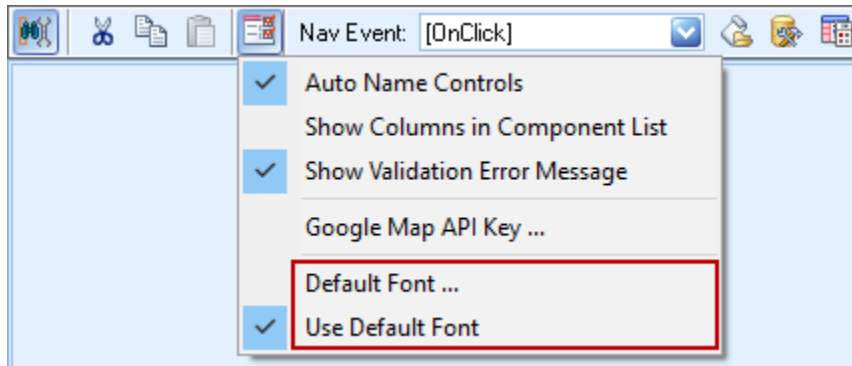 Nav Event: [OnClick]
Auto Name Controls
Show Columns in Component List
Show Validation Error Message
Google Map API Key ...
Default Font ...
Use Default Font